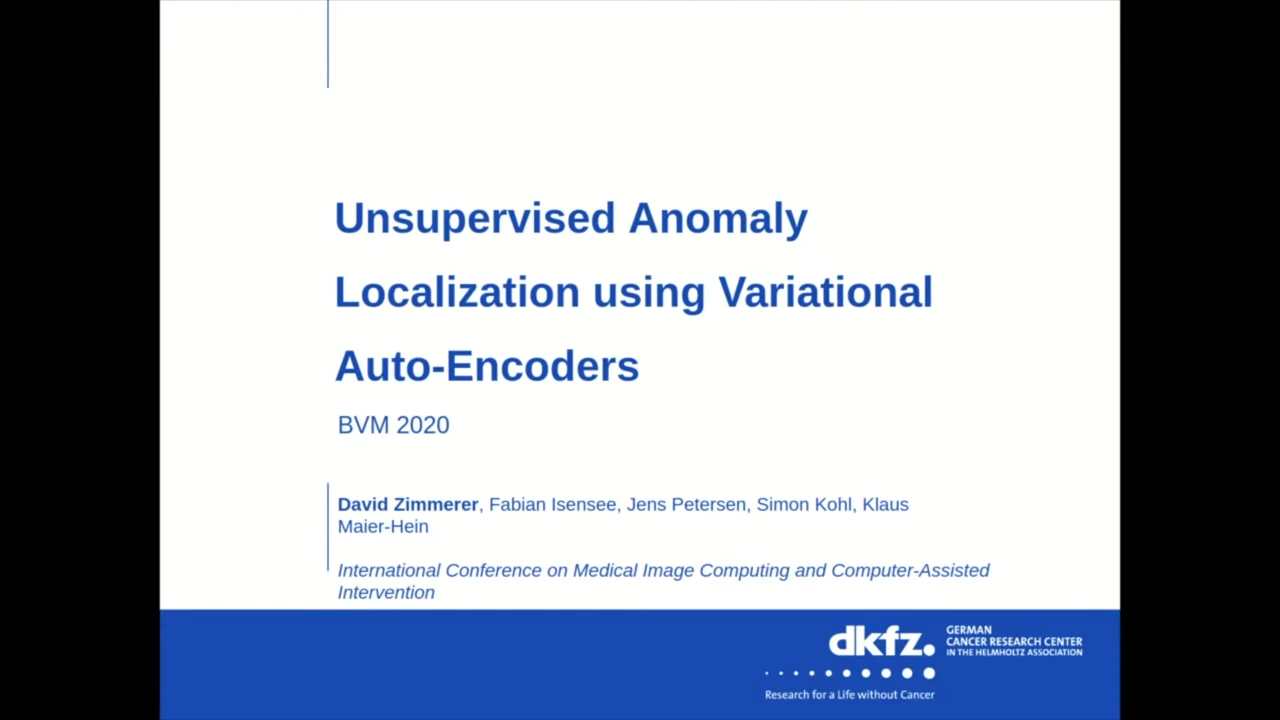 Unsupervised Anomaly
Localization using Variational
Auto-Encoders
BVM 2020
David Zimmerer, Fabian Isensee, Jens Petersen, Simon Kohl, Klaus
Maier-Hein
International Conference on Medical Image Computing and Computer-Assisted
Intervention
dkfz.
GERMAN
CANCER RESEARCH CENTER
IN THE HELMHOLTZ ASSOCIATION
Research for a Life without Cancer